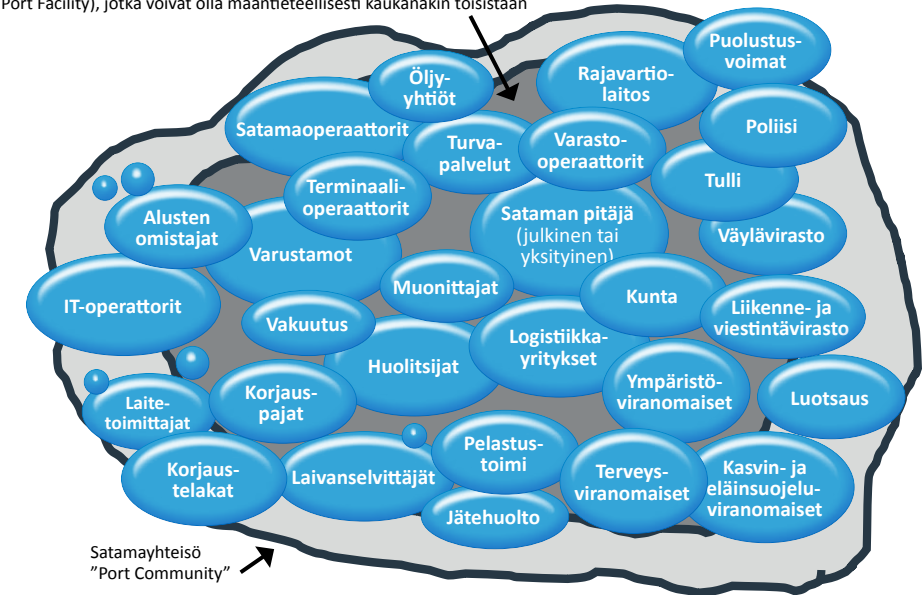 Port Facility), jotka voivat olla maantieteellisesti kaukanakin toisistaan
Puolustus-
voimat
Öljy-
yhtiöt
Rajavartio-
laitos
Satamaoperaattorit
Turva-
palvelut
Varasto-
operaattorit
Poliisi
Terminaali-
operaattorit
Tulli
Alusten
omistajat
Sataman pitäjä
(julkinen tai
yksityinen)
Varustamot
Väylävirasto
IT-operattorit
Muonittajat
Kunta
Liikenne- ja
viestintävirasto
Vakuutus
Logistiikka-
yritykset
Huolitsijat
Ympäristö-
viranomaiset
Luotsaus
Laite-
toimittajat
Korjaus-
pajat
Korjaus-
telakat
Laivanselvittäjät
Pelastus-
toimi
Terveys-
viranomaiset
Kasvin- ja
eläinsuojelu-
viranomaiset
Jätehuolto
Satamayhteisö
”Port Community”